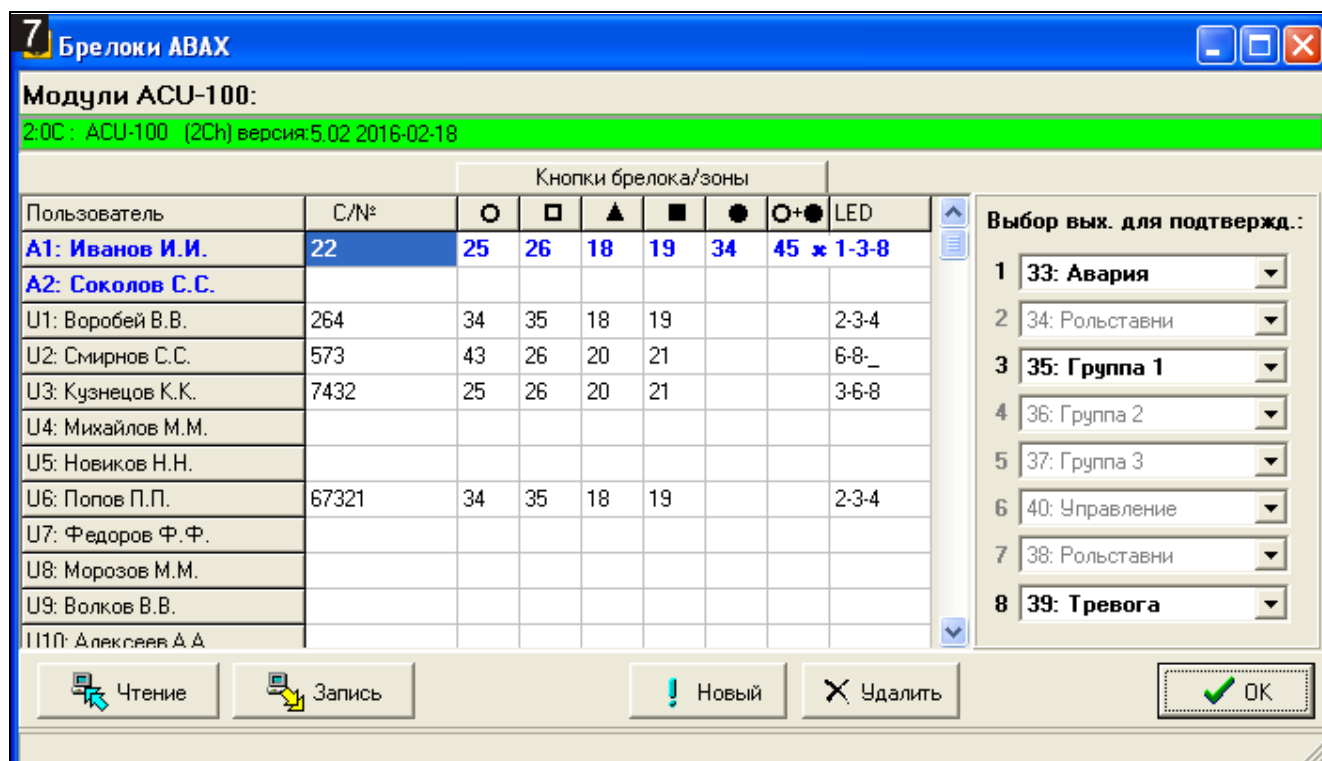 7 Брелоки ABAX
Модули ACU-100:
2:0C : ACU-100 (2Ch) версия:5.02 2016-02-18
Кнопки брелока/зоны
Пользователь С/№ O+● LED
A1: Иванов И.И. 22 25 26 18 19 34 45 x 1-3-8
A2: Соколов С.С.
U1: Воробей В.В. 264 34 35 18 19 2-3-4
U2: Смирнов С.С. 573 43 26 20 21 6-8-_
U3: Кузнецов К.К. 7432 25 26 20 21 3-6-8
U4: Михайлов М.М.
U5: Новиков Н.Н.
U6: Попов П.П. 67321 34 35 18 19 2-3-4
U7: Федоров Ф.Ф.
U8: Морозов М.М.
U9: Волков В.В.
U10: Алексеев А.А
Выбор вых. для подтвержд.:
1 33: Авария
2 34: Рольставни
3 35: Группа 1
4 36: Группа 2
5 37: Группа 3
6 40: Управление
7 38: Рольставни
8 39: Тревога
Чтение Запись Новый Удалить OK